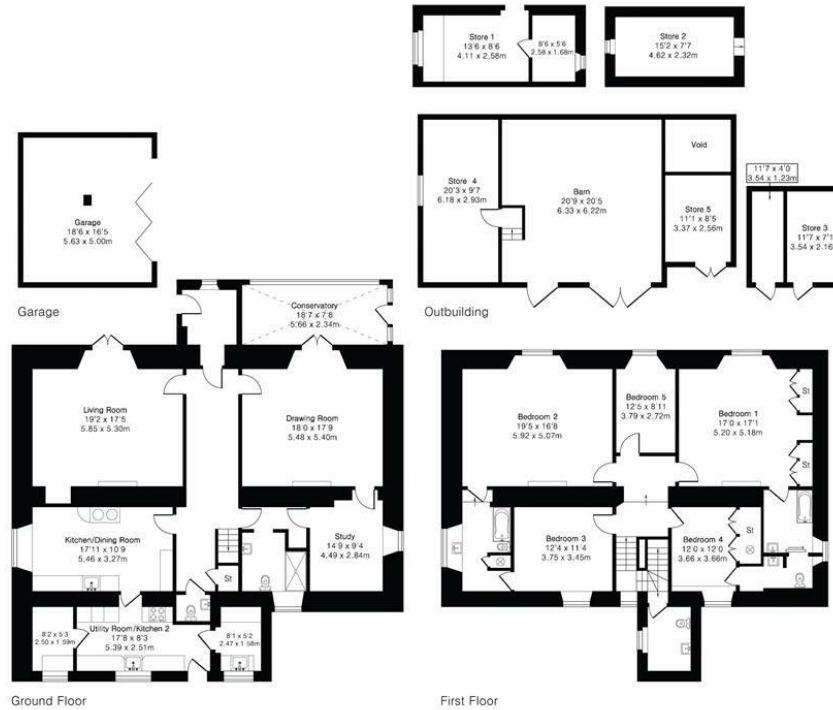 Store 1
13'6 x 8'6
4.11 x 2.58m
8'6 x 5'6
2.58 x 1.68m
Store 2
15'2 x 7'7
4.62 x 2.32m
Garage
18'6 x 16'5
5.63 x 5.00m
Garage
Store 4
20'3 x 9'7
6.18 x 2.93m
Barn
20'9 x 20'5
6.33 x 6.22m
Void
Store 5
11'1 x 8'5
3.37 x 2.56m
11'7 x 4'0
3.54 x 1.23m
Store 3
11'7 x 7'1
3.54 x 2.16
Outbuilding
Conservatory
18'7 x 7'8
5.66 x 2.34m
Living Room
19'2 x 17'5
5.85 x 5.30m
Drawing Room
18'0 x 17'9
5.48 x 5.40m
Kitchen/Dining Room
17'11 x 10'9
5.46 x 3.27m
Study
14'9 x 9'4
4.49 x 2.84m
St
8'2 x 5'3
2.50 x 1.59m
Utility Room/Kitchen 2
17'8 x 8'3
5.39 x 2.51m
8'1 x 5'2
2.47 x 1.58m
Ground Floor
Bedroom 2
19'5 x 16'8
5.92 x 5.07m
Bedroom 5
12'5 x 8'11
3.79 x 2.72m
Bedroom 1
17'0 x 17'1
5.20 x 5.18m
St
St
Bedroom 3
12'4 x 11'4
3.75 x 3.45m
Bedroom 4
12'0 x 12'0
3.66 x 3.66m
St
First Floor